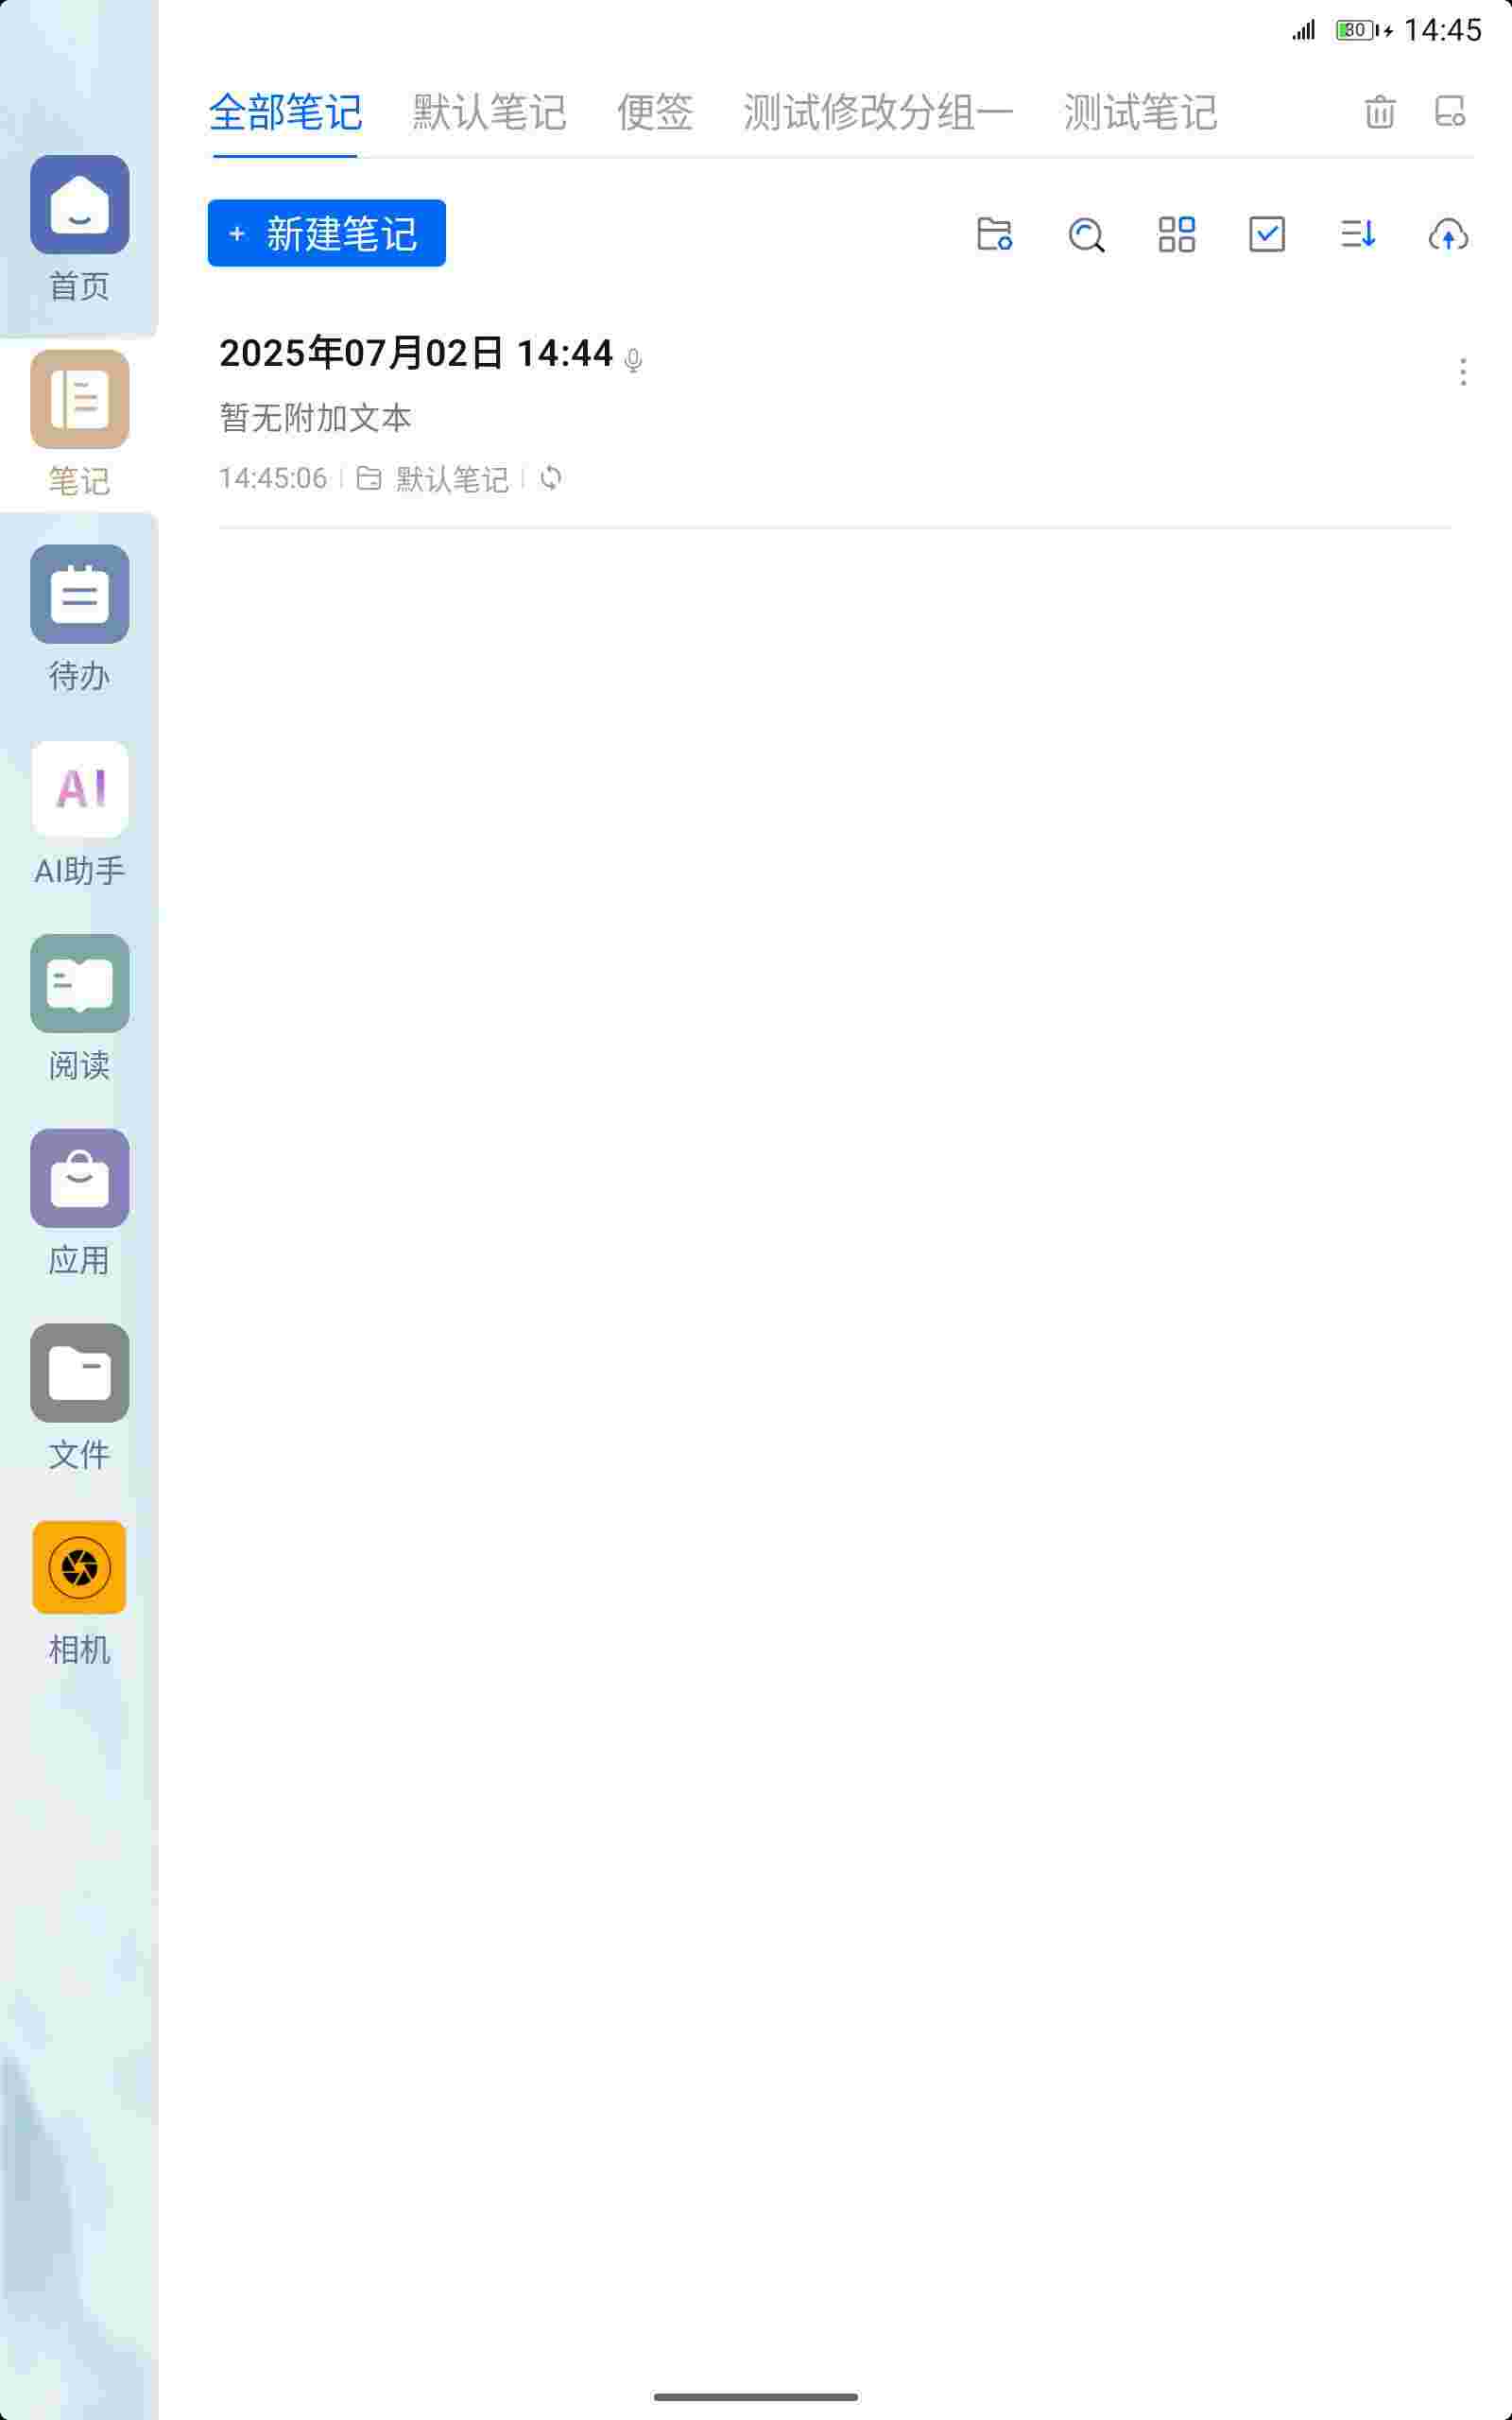 30 14:45
全部笔记 默认笔记 便签 测试修改分组一 测试笔记
+ 新建笔记
2025年07月02日 14:44
暂无附加文本
14:45:06 默认笔记
首页
笔记
待办
AI
AI助手
阅读
应用
文件
相机